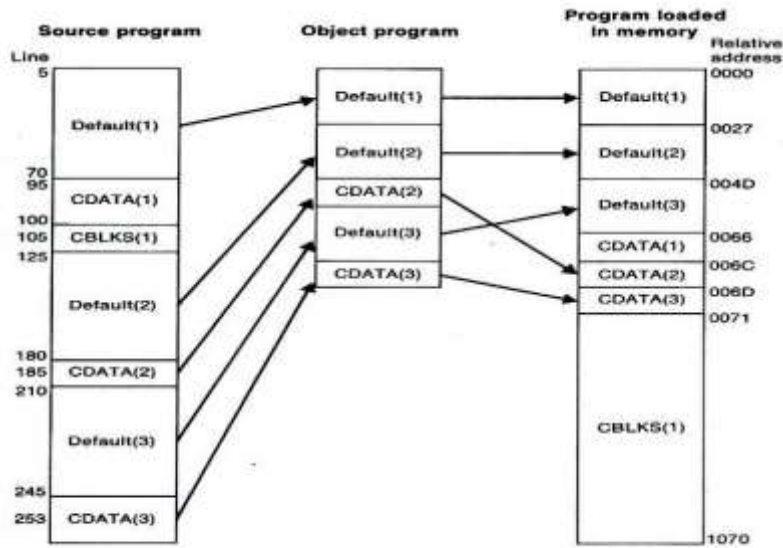 Source program
Object program
Program loaded
in memory
Line
Relative
address
5
Default(1)
70
95
CDATA(1)
100
105
CBLKS(1)
125
Default(2)
180
185
CDATA(2)
210
Default(3)
245
253
CDATA(3)
Default(1)
Default(2)
CDATA(2)
Default(3)
CDATA(3)
0000
Default(1)
0027
Default(2)
004D
Default(3)
0066
CDATA(1)
006C
CDATA(2)
006D
CDATA(3)
0071
CBLKS(1)
1070